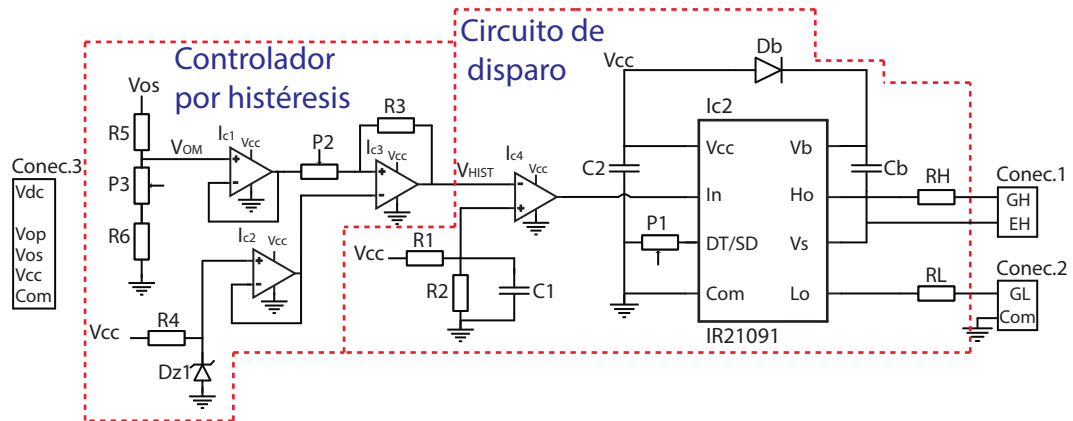 Controlador
por histéresis
Circuito de
disparo
Vos
R5
VOM
P3
R6
Ic1
Vcc
P2
R3
Ic3
Vcc
Ic2
Vcc
Vcc
R4
Dz1
Conec.3
Vdc
Vop
Vos
Vcc
Com
VHIST
Ic4
Vcc
Vcc
R1
R2
C1
Vcc
Db
C2
P1
Ic2
Vcc
Vb
In
Ho
DT/SD
Vs
Com
Lo
IR21091
Cb
RH
RL
Conec.1
GH
EH
Conec.2
GL
Com